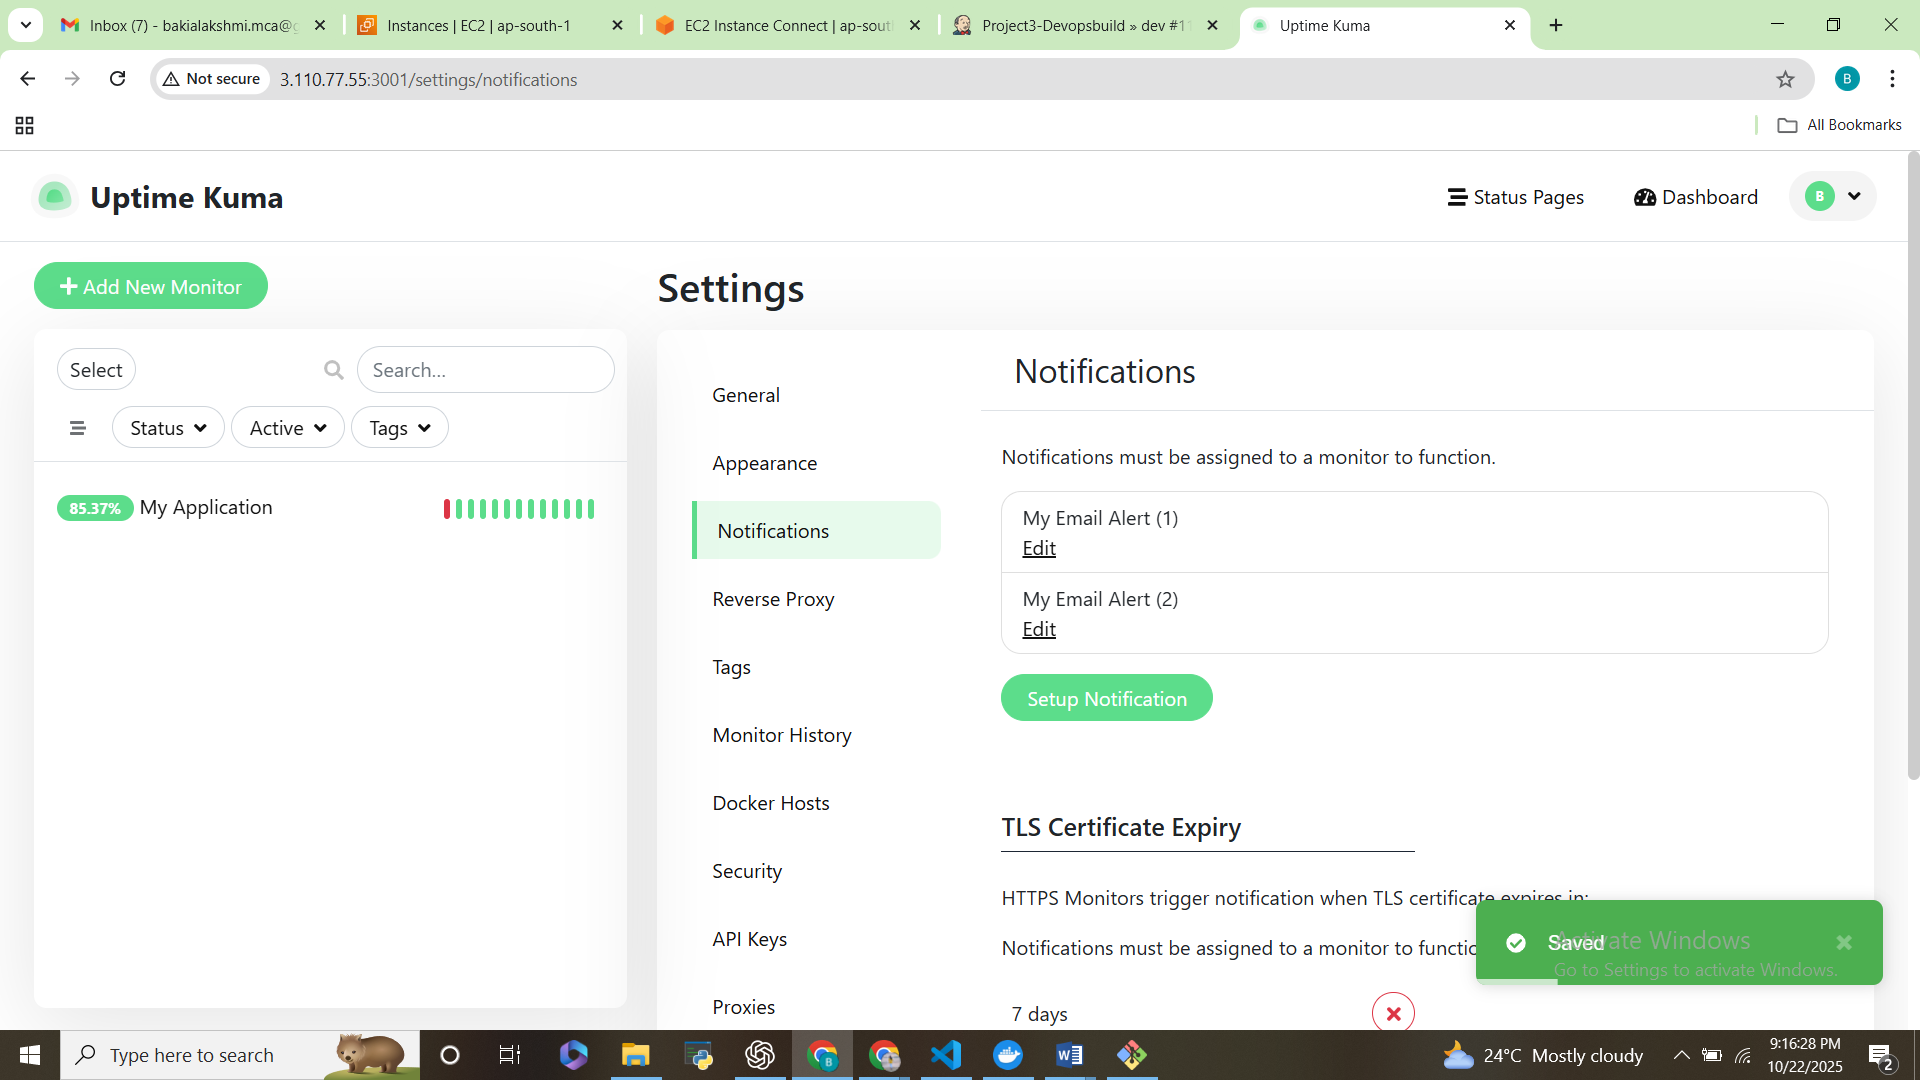 Inbox (7) - bakialakshmi.mca@g
Instances | EC2 | ap-south-1
EC2 Instance Connect | ap-sout
Project3-Devopsbuild » dev #11
Uptime Kuma
Not secure
3.110.77.55:3001/settings/notifications
B
All Bookmarks
Uptime Kuma
Status Pages
Dashboard
B
Add New Monitor
Settings
Select
Search...
Status
Active
Tags
85.37%
My Application
General
Appearance
Notifications
Reverse Proxy
Tags
Monitor History
Docker Hosts
Security
API Keys
Proxies
Notifications
Notifications must be assigned to a monitor to function.
My Email Alert (1)
Edit
My Email Alert (2)
Edit
Setup Notification
TLS Certificate Expiry
HTTPS Monitors trigger notification when TLS certificate expires in:
Notifications must be assigned to a monitor to functio
7 days
Saved
Activate Windows
Go to Settings to activate Windows.
Type here to search
B
24°C Mostly cloudy
9:16:28 PM
10/22/2025
2